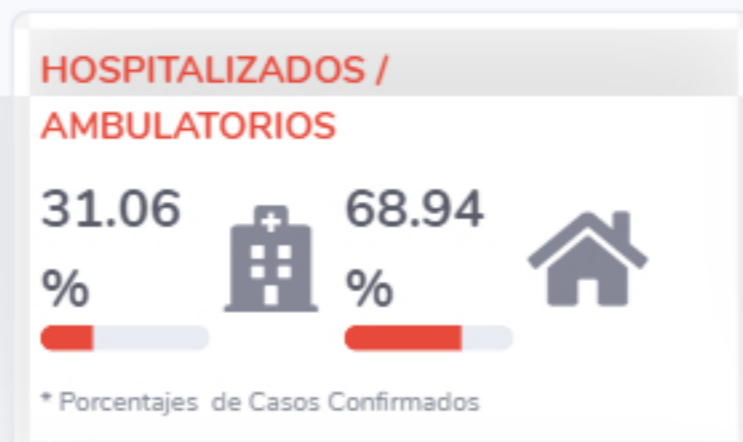 HOSPITALIZADOS /
AMBULATORIOS
31.06 68.94
% %
* Porcentajes de Casos Confirmados